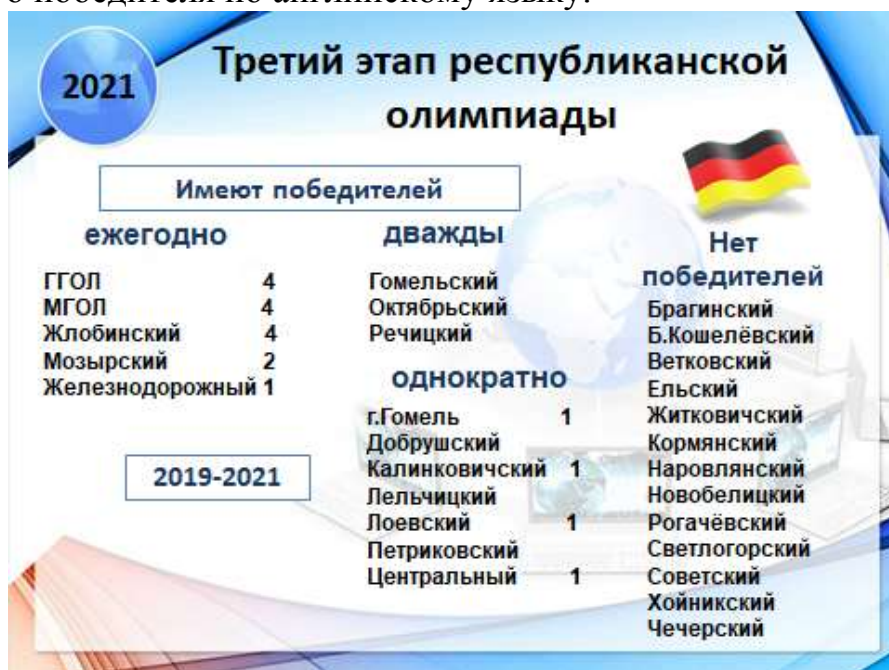 о победителя по английскому языку.
2021
Третий этап республиканской
олимпиады
Имеют победителей
ежегодно
ГГОЛ 4
МГОЛ 4
Жлобинский 4
Мозырский 2
Железнодорожный 1
2019-2021
дважды
Гомельский
Октябрьский
Речицкий
однократно
г.Гомель 1
Добрушский
Калинковичский 1
Лельчицкий
Лоевский 1
Петриковский
Центральный 1
Нет
победителей
Брагинский
Б.Кошелёвский
Ветковский
Ельский
Житковичский
Кормянский
Наровлянский
Новобелицкий
Рогачёвский
Светлогорский
Советский
Хойникский
Чечерский